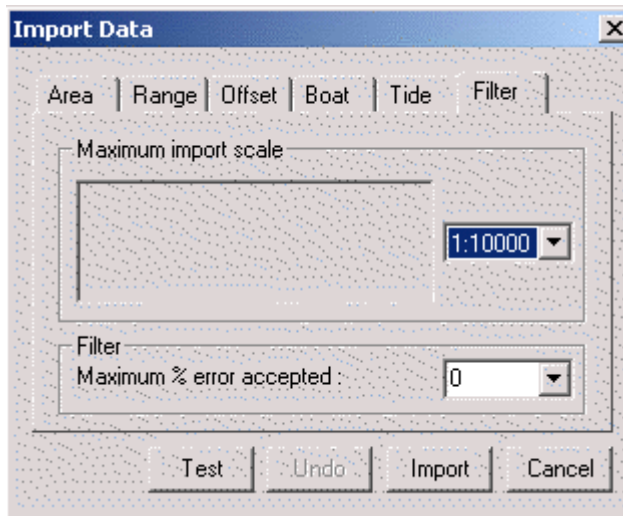 Import Data
Area Range Offset Boat Tide Filter
Maximum import scale
1:10000
Filter
Maximum % error accepted : 0
Test Undo Import Cancel